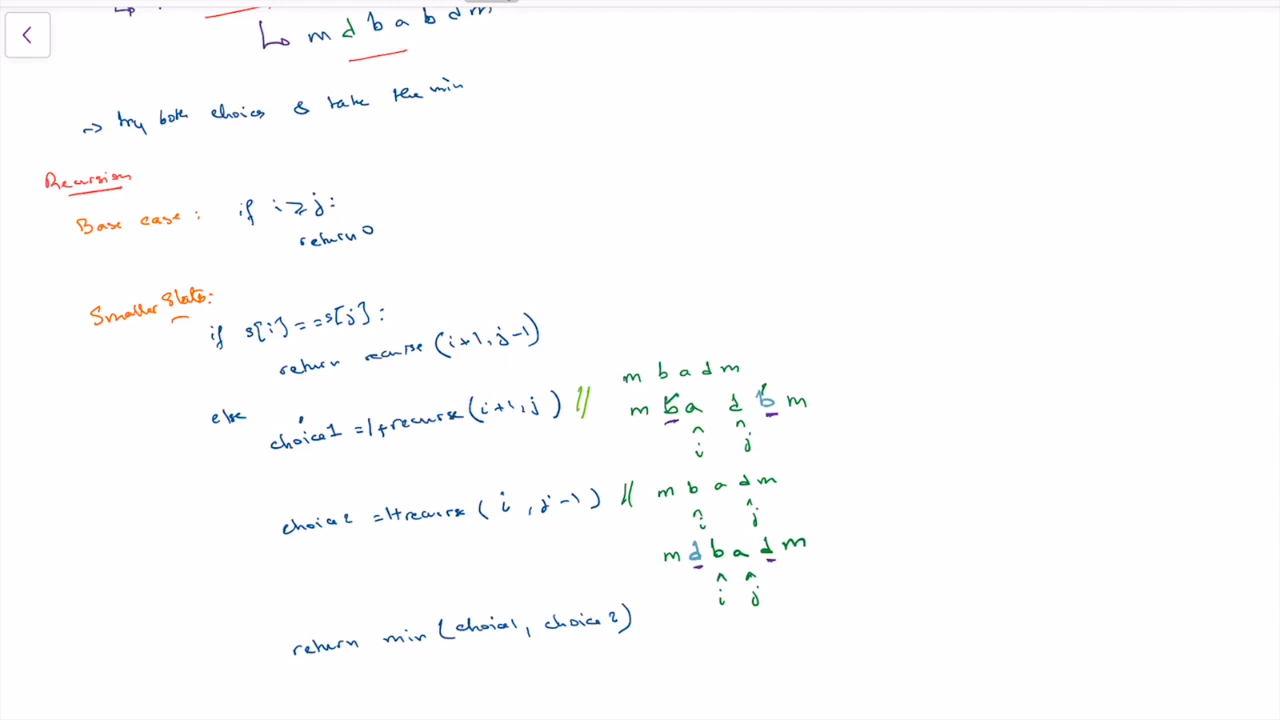 m d b a b d m
-> try both choices & take the min
Recursion
Base case: if i ≥ j:
return 0
Smaller State:
if s[i] == s[j]:
return recurse (i+1, j-1)
m b a d m
else
choice1 = 1+recurse (i+1, j) //
m b a d b m
^ ^
i j
choice2 = 1+recurse ( i , j-1) // m b a d m
^ ^
i j
m d b a d m
^ ^
i j
return min (choice1, choice2)